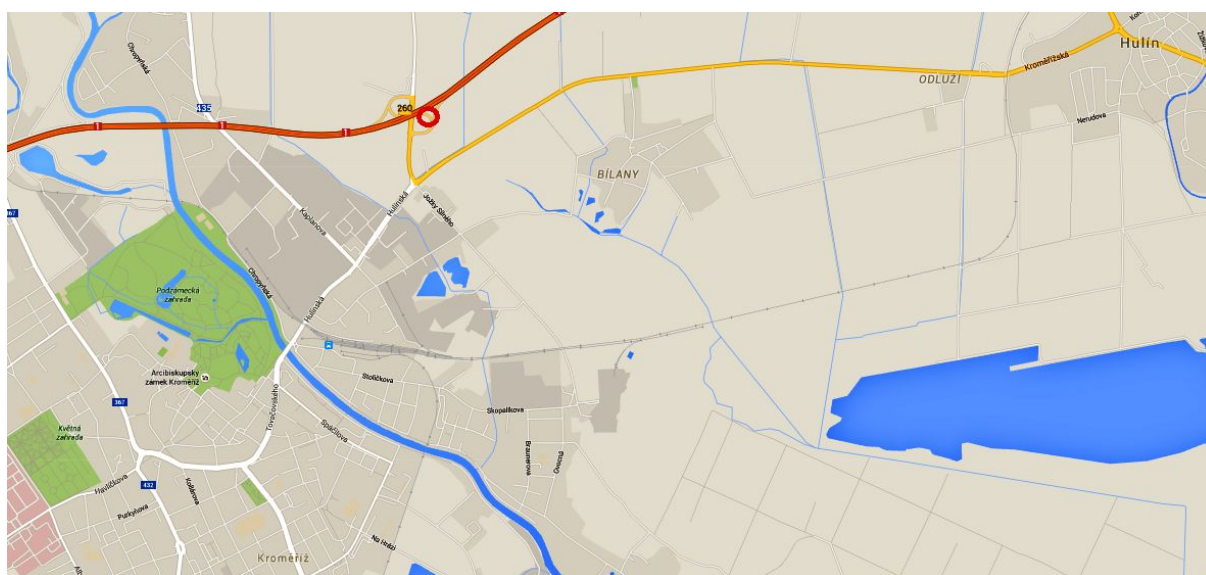 Chropyňská
435
260
Hulín
Kroměřížská
ODLUŽÍ
Nerudova
BÍLANY
367
Kaplanova
Hulínská
Jožky Silného
Podzámecká
zahrada
Chropyňská
Hulínská
Arcibiskupský
zámek Kroměříž
Stoličkova
367
Tovačovského
Spáčilova
Skopalíkova
Květná
zahrada
Braunerova
Ovocná
Havlíčkova
432
Kollárova
Purkyňova
Na Hrázi
Kroměříž